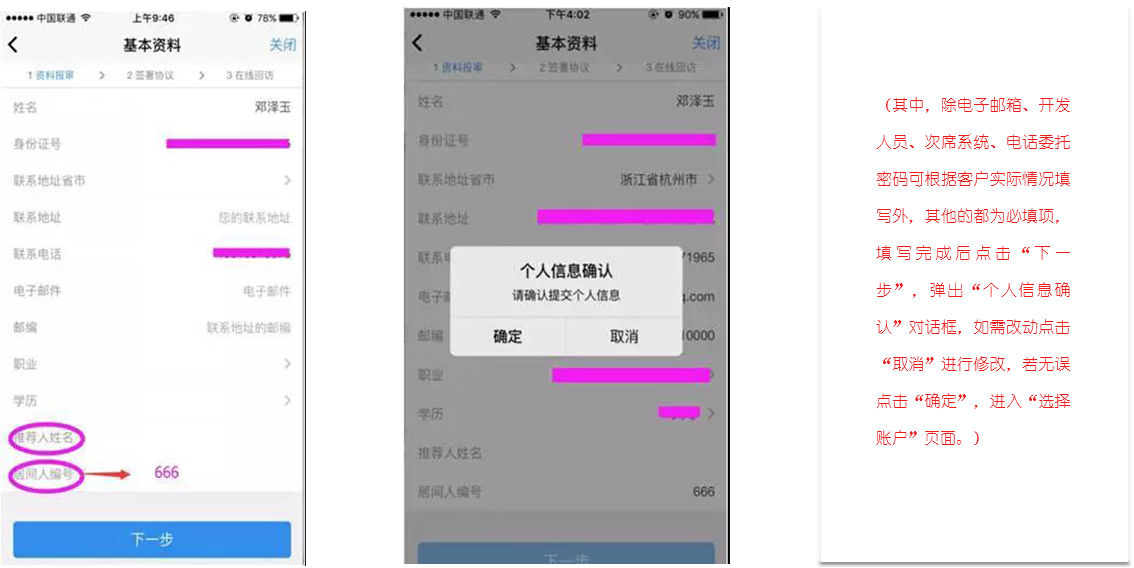 中国联通
上午9:46
78%
基本资料
关闭
1 资料报审
2 签署协议
3 在线回访
姓名
邓泽玉
身份证号
联系地址省市
联系地址
您的联系地址
联系电话
电子邮件
电子邮件
邮编
联系地址的邮编
职业
学历
推荐人姓名
居间人编号
666
下一步
中国联通
下午4:02
90%
基本资料
关闭
1 资料报审
2 签署协议
3 在线回访
姓名
邓泽玉
身份证号
联系地址省市
浙江省杭州市
联系地址
联系
1965
个人信息确认
请确认提交个人信息
电子
.com
确定
取消
邮编
0000
职业
学历
推荐人姓名
居间人编号
666
下一步
（其中，除电子邮箱、开发
人员、次席系统、电话委托
密码可根据客户实际情况填
写外，其他的都为必填项，
填写完成后点击“下一
步”，弹出“个人信息确
认”对话框，如需改动点击
“取消”进行修改，若无误
点击“确定”，进入“选择
账户”页面。）